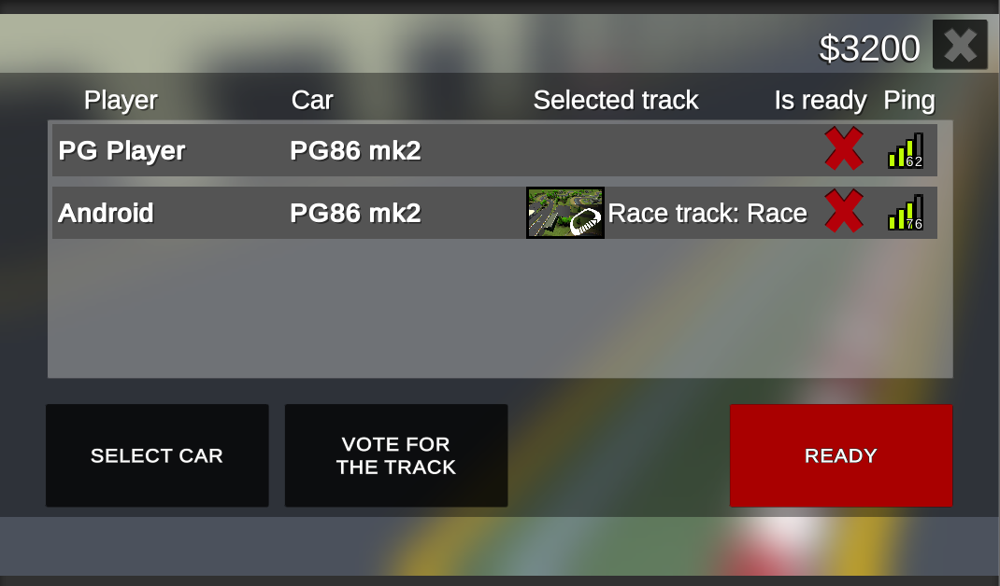 $3200
Player Car Selected track Is ready Ping
PG Player PG86 mk2 62
Android PG86 mk2 Race track: Race 76
SELECT CAR
VOTE FOR
THE TRACK
READY